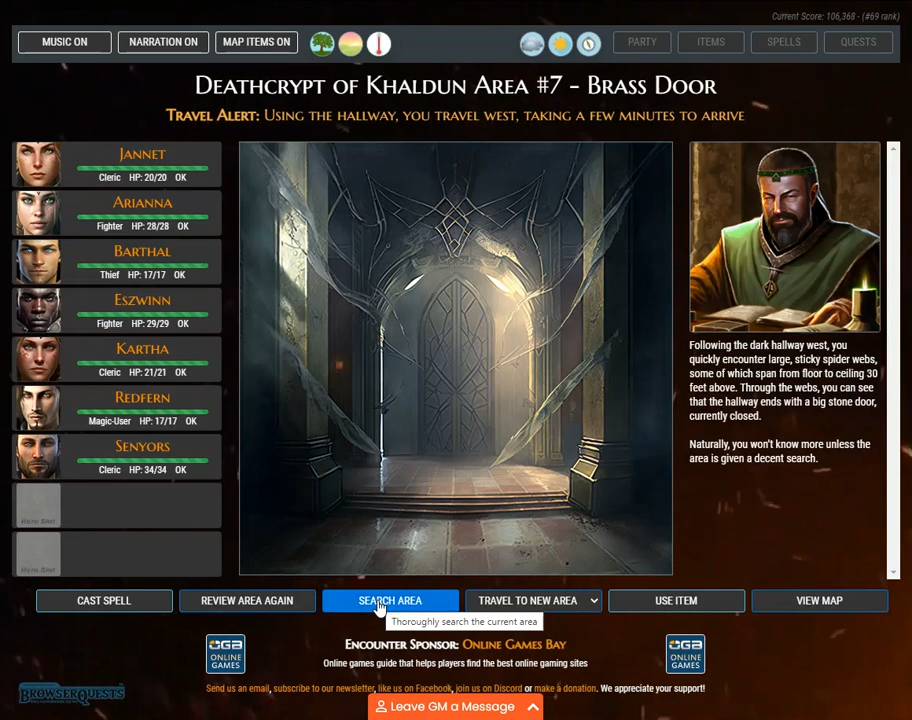 Current Score: 106,368 - (#69 rank)
MUSIC ON
NARRATION ON
MAP ITEMS ON
PARTY
ITEMS
SPELLS
QUESTS
Deathcrypt of Khaldun Area #7 - Brass Door
Travel Alert: Using the hallway, you travel west, taking a few minutes to arrive
Jannet
Cleric HP: 20/20 OK
Arianna
Fighter HP: 28/28 OK
Barthal
Thief HP: 17/17 OK
Eszwinn
Fighter HP: 29/29 OK
Kartha
Cleric HP: 21/21 OK
Redfern
Magic-User HP: 17/17 OK
Senyors
Cleric HP: 34/34 OK
Hero Slot
Hero Slot
Following the dark hallway west, you
quickly encounter large, sticky spider webs,
some of which span from floor to ceiling 30
feet above. Through the webs, you can see
that the hallway ends with a big stone door,
currently closed.
Naturally, you won't know more unless the
area is given a decent search.
CAST SPELL
REVIEW AREA AGAIN
SEARCH AREA
TRAVEL TO NEW AREA
USE ITEM
VIEW MAP
Thoroughly search the current area
OGA
ONLINE
GAMES
Encounter Sponsor: Online Games Bay
Online games guide that helps players find the best online gaming sites
OGA
ONLINE
GAMES
BrowserQuests
Send us an email, subscribe to our newsletter, like us on Facebook, join us on Discord or make a donation. We appreciate your support!
Leave GM a Message